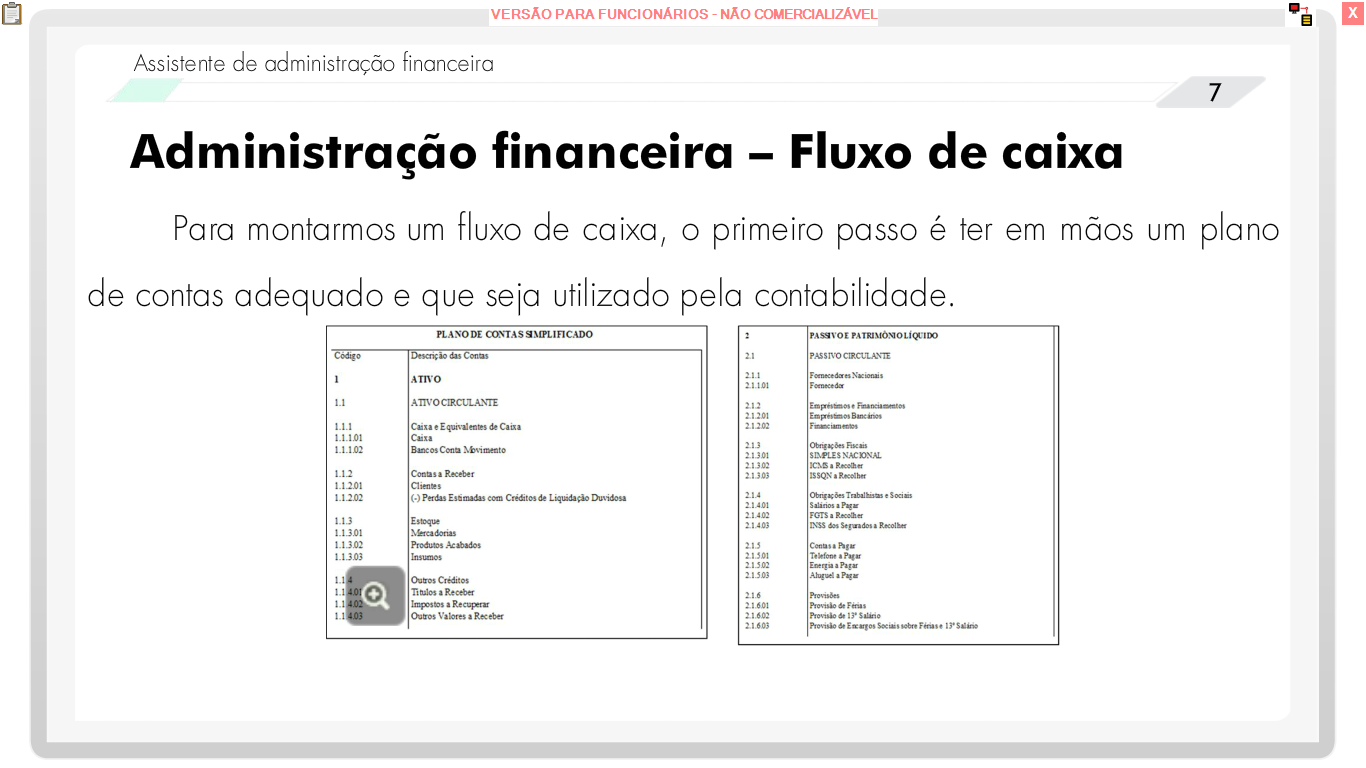 VERSÃO PARA FUNCIONÁRIOS - NÃO COMERCIALIZÁVEL
X
Assistente de administração financeira
7
Administração financeira – Fluxo de caixa
Para montarmos um fluxo de caixa, o primeiro passo é ter em mãos um plano
de contas adequado e que seja utilizado pela contabilidade.
PLANO DE CONTAS SIMPLIFICADO
Código Descrição das Contas
1 ATIVO
1.1 ATIVO CIRCULANTE
1.1.1 Caixa e Equivalentes de Caixa
1.1.1.01 Caixa
1.1.1.02 Bancos Conta Movimento
1.1.2 Contas a Receber
1.1.2.01 Clientes
1.1.2.02 (-) Perdas Estimadas com Créditos de Liquidação Duvidosa
1.1.3 Estoque
1.1.3.01 Mercadorias
1.1.3.02 Produtos Acabados
1.1.3.03 Insumos
1.1.4 Outros Créditos
1.1.4.01 Títulos a Receber
1.1.4.02 Impostos a Recuperar
1.1.4.03 Outros Valores a Receber
2 PASSIVO E PATRIMÔNIO LÍQUIDO
2.1 PASSIVO CIRCULANTE
2.1.1 Fornecedores Nacionais
2.1.1.01 Fornecedor
2.1.2 Empréstimos e Financiamentos
2.1.2.01 Empréstimos Bancários
2.1.2.02 Financiamentos
2.1.3 Obrigações Fiscais
2.1.3.01 SIMPLES NACIONAL
2.1.3.02 ICMS a Recolher
2.1.3.03 ISSQN a Recolher
2.1.4 Obrigações Trabalhistas e Sociais
2.1.4.01 Salários a Pagar
2.1.4.02 FGTS a Recolher
2.1.4.03 INSS dos Segurados a Recolher
2.1.5 Contas a Pagar
2.1.5.01 Telefone a Pagar
2.1.5.02 Energia a Pagar
2.1.5.03 Aluguel a Pagar
2.1.6 Provisões
2.1.6.01 Provisão de Férias
2.1.6.02 Provisão de 13º Salário
2.1.6.03 Provisão de Encargos Sociais sobre Férias e 13º Salário